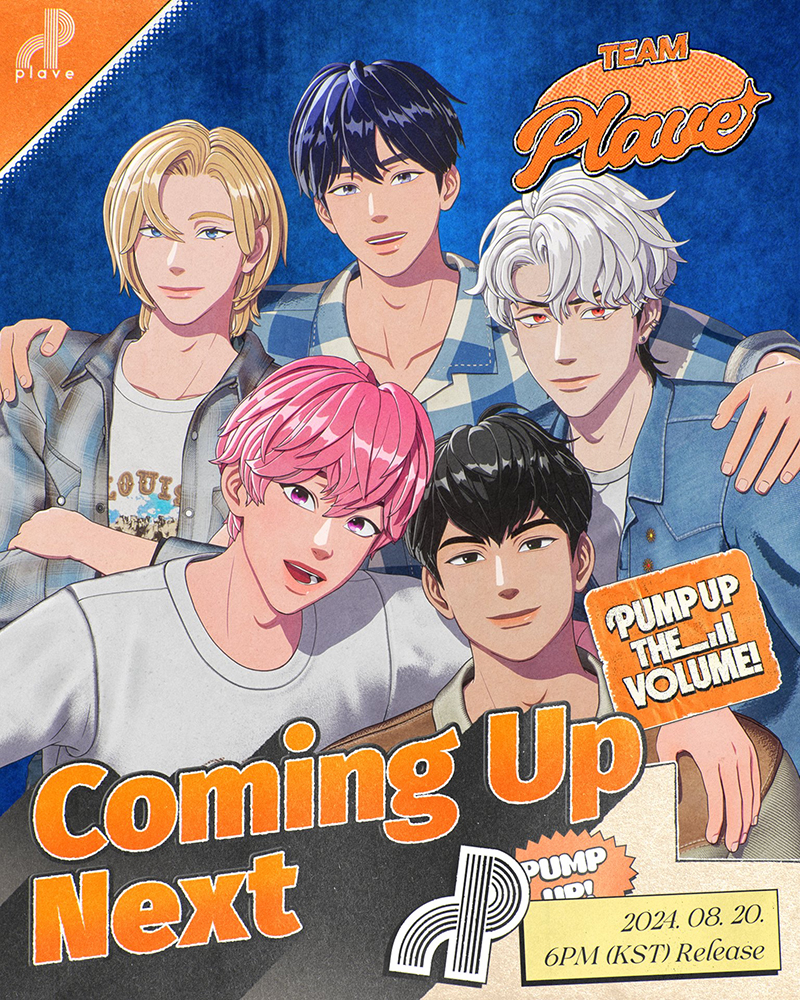 plave
TEAM
Plave
LOUIS
PUMP UP
THE
VOLUME!
Coming Up
Next
PUMP
UP!
2024. 08. 20.
6PM (KST) Release